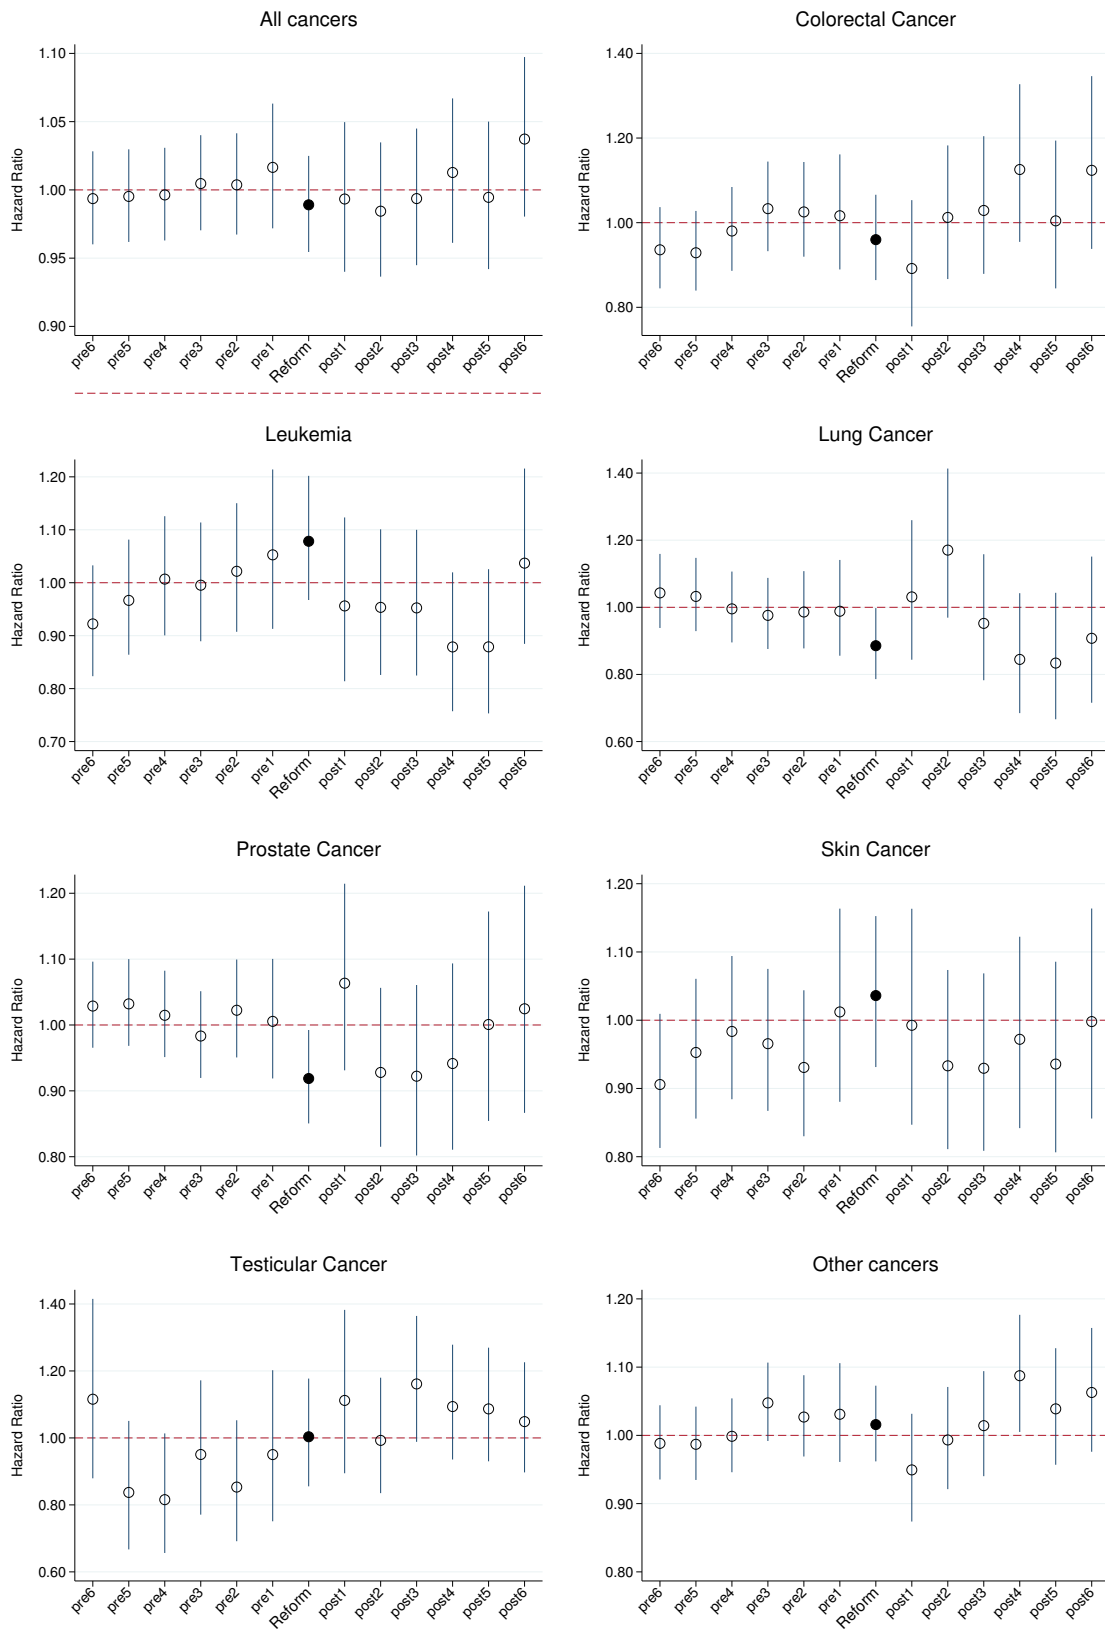 All cancers
Hazard Ratio
1.10
1.05
1.00
0.95
0.90
pre6 pre5 pre4 pre3 pre2 pre1 Reform post1 post2 post3 post4 post5 post6
Colorectal Cancer
Hazard Ratio
1.40
1.20
1.00
0.80
pre6 pre5 pre4 pre3 pre2 pre1 Reform post1 post2 post3 post4 post5 post6
Leukemia
Hazard Ratio
1.20
1.10
1.00
0.90
0.80
0.70
pre6 pre5 pre4 pre3 pre2 pre1 Reform post1 post2 post3 post4 post5 post6
Lung Cancer
Hazard Ratio
1.40
1.20
1.00
0.80
0.60
pre6 pre5 pre4 pre3 pre2 pre1 Reform post1 post2 post3 post4 post5 post6
Prostate Cancer
Hazard Ratio
1.20
1.10
1.00
0.90
0.80
pre6 pre5 pre4 pre3 pre2 pre1 Reform post1 post2 post3 post4 post5 post6
Skin Cancer
Hazard Ratio
1.20
1.10
1.00
0.90
0.80
pre6 pre5 pre4 pre3 pre2 pre1 Reform post1 post2 post3 post4 post5 post6
Testicular Cancer
Hazard Ratio
1.40
1.20
1.00
0.80
0.60
pre6 pre5 pre4 pre3 pre2 pre1 Reform post1 post2 post3 post4 post5 post6
Other cancers
Hazard Ratio
1.20
1.10
1.00
0.90
0.80
pre6 pre5 pre4 pre3 pre2 pre1 Reform post1 post2 post3 post4 post5 post6